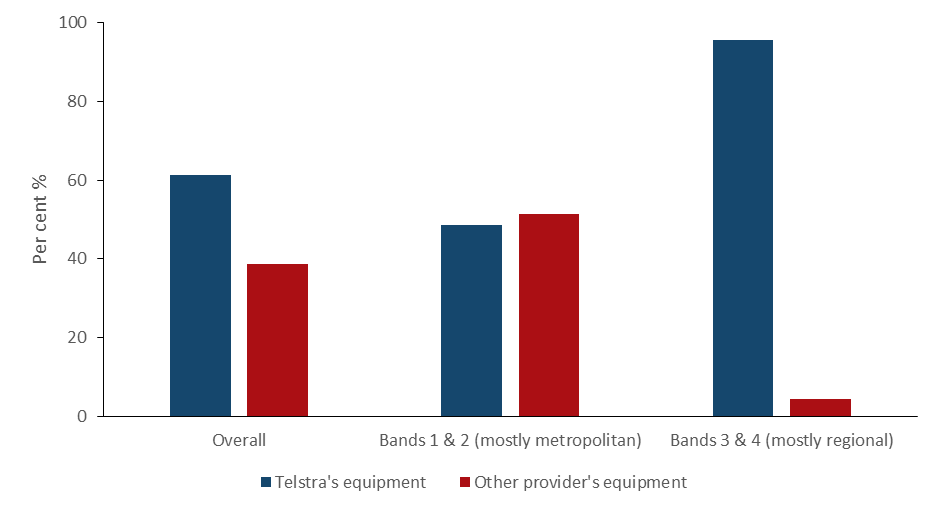 100
80
60
40
20
0
Per cent %
Overall
Bands 1 & 2 (mostly metropolitan)
Bands 3 & 4 (mostly regional)
Telstra's equipment
Other provider's equipment